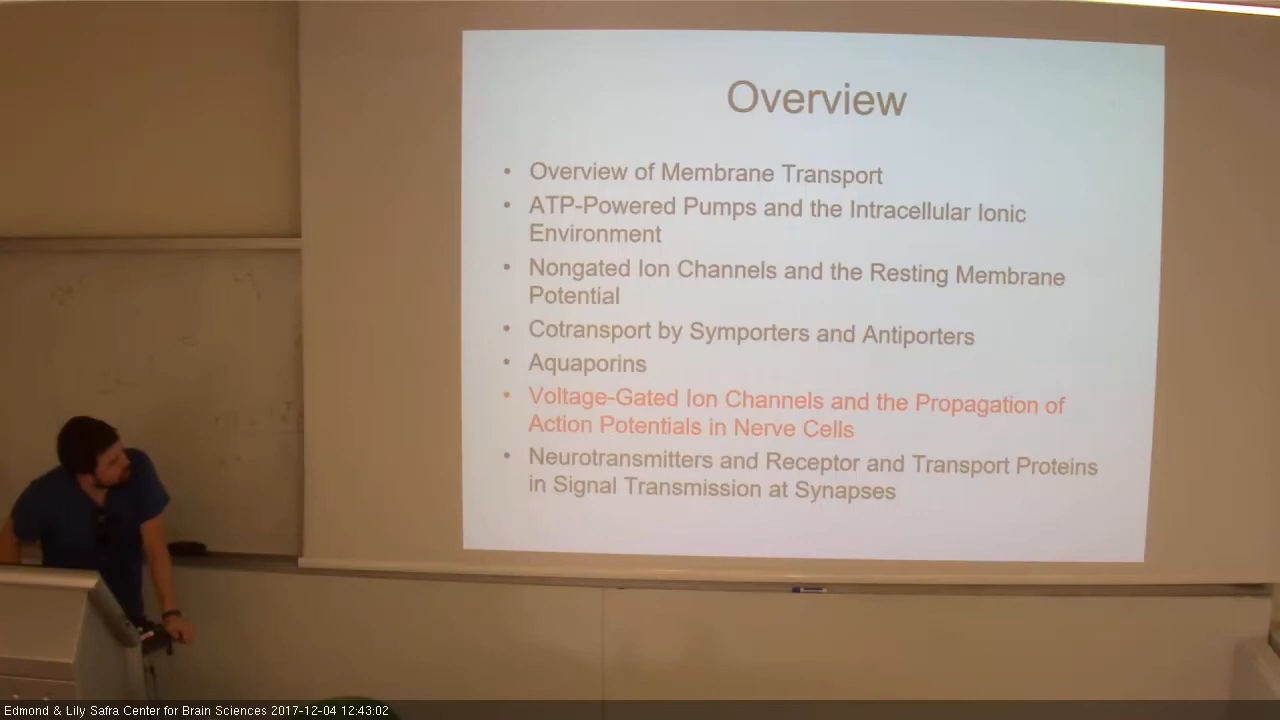 Overview
• Overview of Membrane Transport
• ATP-Powered Pumps and the Intracellular Ionic
Environment
• Nongated Ion Channels and the Resting Membrane
Potential
• Cotransport by Symporters and Antiporters
• Aquaporins
• Voltage-Gated Ion Channels and the Propagation of
Action Potentials in Nerve Cells
• Neurotransmitters and Receptor and Transport Proteins
in Signal Transmission at Synapses
Edmond & Lily Safra Center for Brain Sciences 2017-12-04 12:43:02